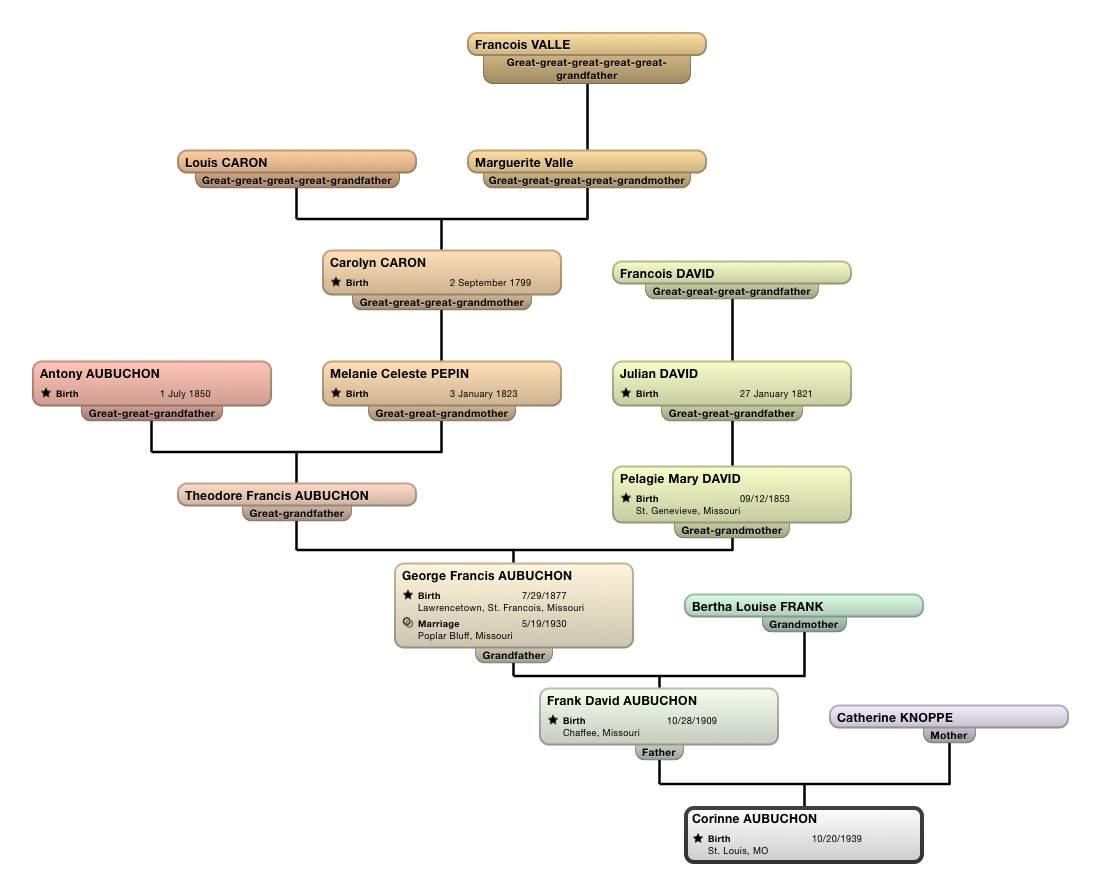 Francois VALLE
Great-great-great-great-great-
grandfather
Louis CARON
Great-great-great-great-grandfather
Marguerite Valle
Great-great-great-great-grandmother
Carolyn CARON
Birth 2 September 1799
Great-great-great-grandmother
Francois DAVID
Great-great-great-grandfather
Antony AUBUCHON
Birth 1 July 1850
Great-great-grandfather
Melanie Celeste PEPIN
Birth 3 January 1823
Great-great-grandmother
Julian DAVID
Birth 27 January 1821
Great-great-grandfather
Theodore Francis AUBUCHON
Great-grandfather
Pelagie Mary DAVID
Birth 09/12/1853
St. Genevieve, Missouri
Great-grandmother
George Francis AUBUCHON
Birth 7/29/1877
Lawrencetown, St. Francois, Missouri
Marriage 5/19/1930
Poplar Bluff, Missouri
Grandfather
Bertha Louise FRANK
Grandmother
Frank David AUBUCHON
Birth 10/28/1909
Chaffee, Missouri
Father
Catherine KNOPPE
Mother
Corinne AUBUCHON
Birth 10/20/1939
St. Louis, MO